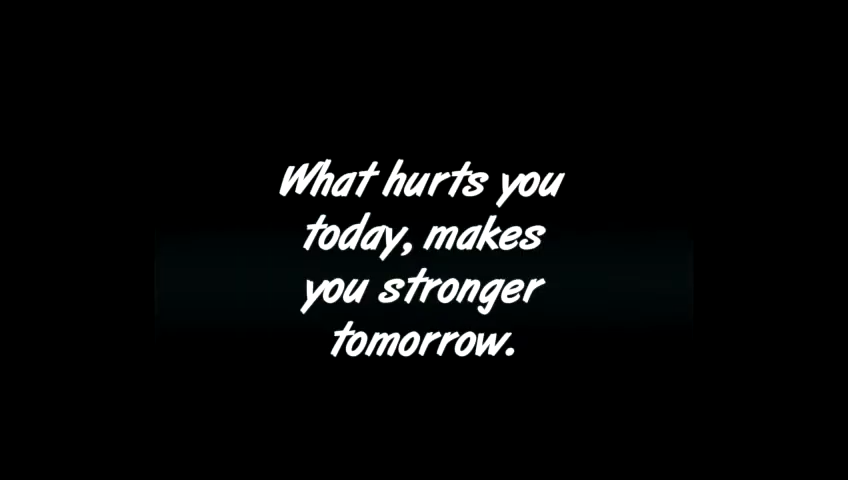 What hurts you
today, makes
you stronger
tomorrow.